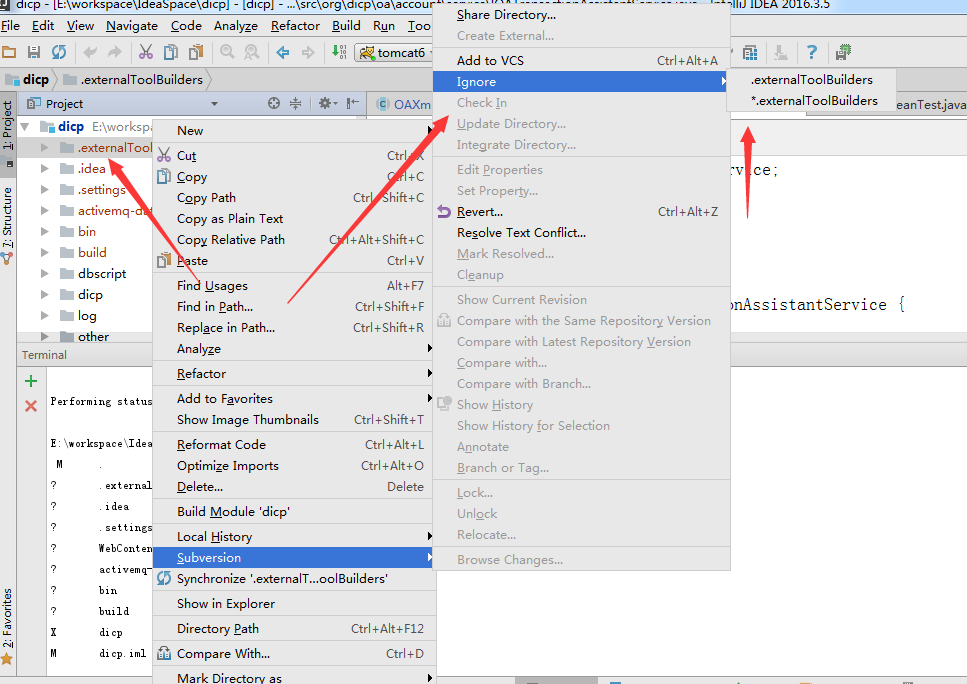 dicp - [E:\workspace\IdeaSpace\dicp] - [dicp] - ...\src\org\dicp\oa\account
IntelliJ IDEA 2016.3.5
File Edit View Navigate Code Analyze Refactor Build Run
tomcat6
dicp .externalToolBuilders
Project
OAXm
eanTest.java
1: Project
7: Structure
2: Favorites
dicp E:\workspa
.externalTool
.idea
.settings
activemq-da
bin
build
dbscript
dicp
log
other
Terminal
Performing status
E:\workspace\Idea
M .
? .external
? .idea
? .settings
? WebConten
? activemq-
? bin
? build
X dicp
M dicp.iml
New
Cut Ctrl+X
Copy Ctrl+C
Copy Path Ctrl+Shift+C
Copy as Plain Text
Copy Relative Path Ctrl+Alt+Shift+C
Paste Ctrl+V
Find Usages Alt+F7
Find in Path... Ctrl+Shift+F
Replace in Path... Ctrl+Shift+R
Analyze
Refactor
Add to Favorites
Show Image Thumbnails Ctrl+Shift+T
Reformat Code Ctrl+Alt+L
Optimize Imports Ctrl+Alt+O
Delete... Delete
Build Module 'dicp'
Local History
Subversion
Synchronize '.externalT...oolBuilders'
Show in Explorer
Directory Path Ctrl+Alt+F12
Compare With... Ctrl+D
Mark Directory as
Share Directory...
Create External...
Add to VCS Ctrl+Alt+A
Ignore
Check In
Update Directory...
Integrate Directory...
Edit Properties
Set Property...
Revert... Ctrl+Alt+Z
Resolve Text Conflict...
Mark Resolved...
Cleanup
Show Current Revision
Compare with the Same Repository Version
Compare with Latest Repository Version
Compare with...
Compare with Branch...
Show History
Show History for Selection
Annotate
Branch or Tag...
Lock...
Unlock
Relocate...
Browse Changes...
.externalToolBuilders
*.externalToolBuilders
rvice;
onAssistantService {